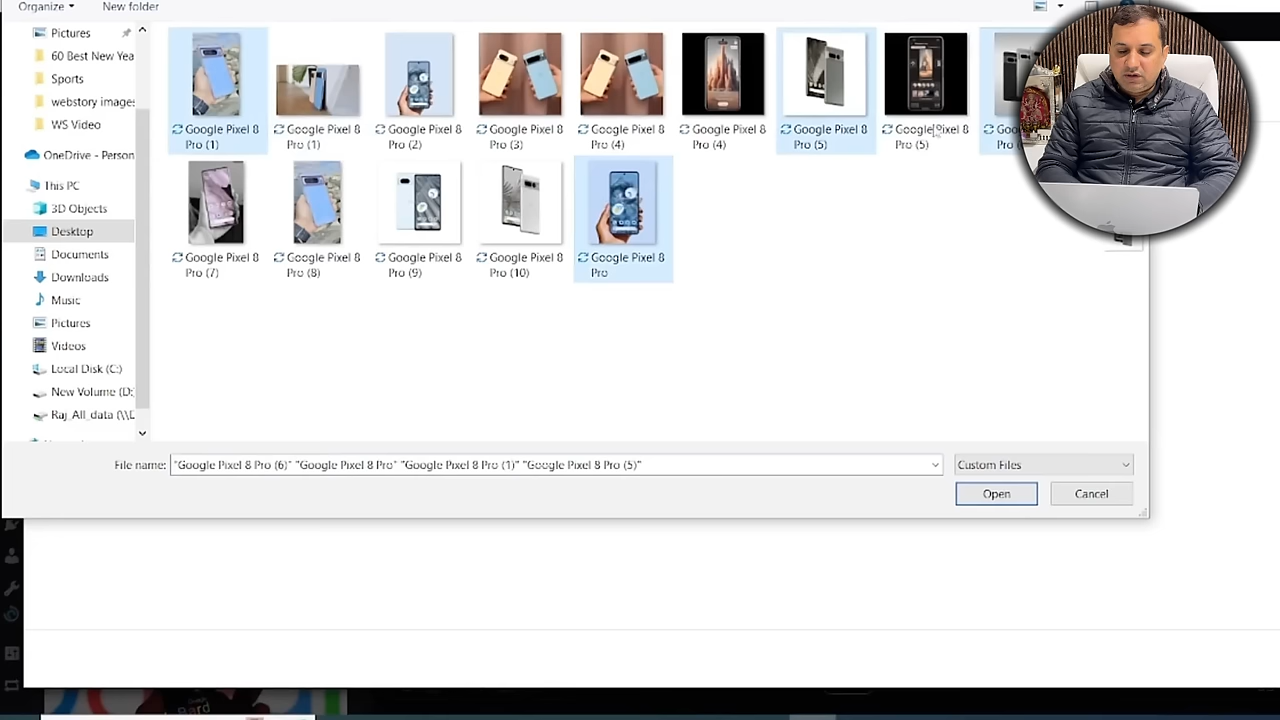 Organize
New folder
Pictures
60 Best New Yea
Sports
webstory images
WS Video
OneDrive - Person
This PC
3D Objects
Desktop
Documents
Downloads
Music
Pictures
Videos
Local Disk (C:)
New Volume (D:
Raj_All_data (\\D
Google Pixel 8
Pro (1)
Google Pixel 8
Pro (1)
Google Pixel 8
Pro (2)
Google Pixel 8
Pro (3)
Google Pixel 8
Pro (4)
Google Pixel 8
Pro (4)
Google Pixel 8
Pro (5)
Google Pixel 8
Pro (5)
Goo
Pro
Google Pixel 8
Pro (7)
Google Pixel 8
Pro (8)
Google Pixel 8
Pro (9)
Google Pixel 8
Pro (10)
Google Pixel 8
Pro
File name:
"Google Pixel 8 Pro (6)" "Google Pixel 8 Pro" "Google Pixel 8 Pro (1)" "Google Pixel 8 Pro (5)"
Custom Files
Open
Cancel
Bard